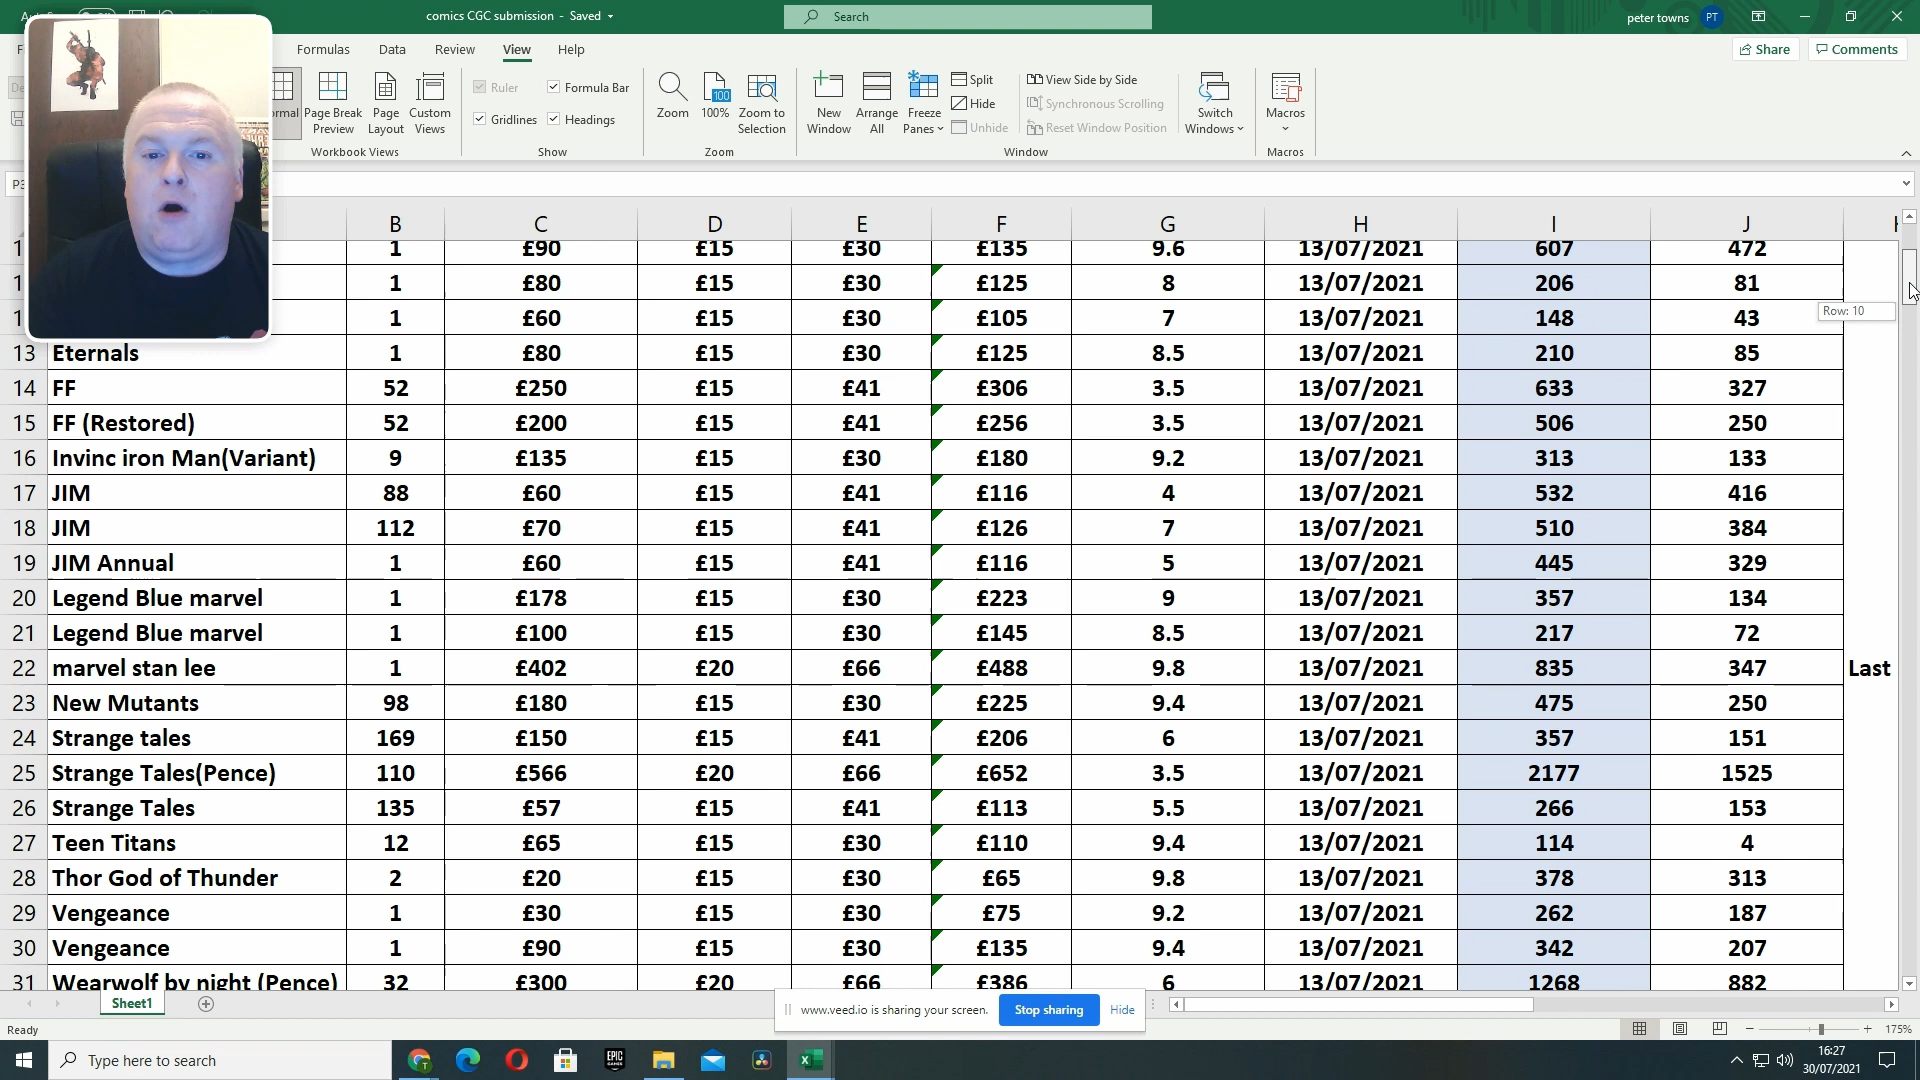 comics CGC submission - Saved
Search
peter towns PT
Formulas Data Review View Help
Share Comments
Page Break Preview
Page Layout
Custom Views
Workbook Views
Ruler
Formula Bar
Gridlines
Headings
Show
Zoom
100%
Zoom to Selection
Zoom
New Window
Arrange All
Freeze Panes
Split
Hide
Unhide
View Side by Side
Synchronous Scrolling
Reset Window Position
Switch Windows
Window
Macros
Macros
B C D E F G H I J
1 £90 £15 £30 £135 9.6 13/07/2021 607 472
1 £80 £15 £30 £125 8 13/07/2021 206 81
1 £60 £15 £30 £105 7 13/07/2021 148 43
Row: 10
13 Eternals 1 £80 £15 £30 £125 8.5 13/07/2021 210 85
14 FF 52 £250 £15 £41 £306 3.5 13/07/2021 633 327
15 FF (Restored) 52 £200 £15 £41 £256 3.5 13/07/2021 506 250
16 Invinc iron Man(Variant) 9 £135 £15 £30 £180 9.2 13/07/2021 313 133
17 JIM 88 £60 £15 £41 £116 4 13/07/2021 532 416
18 JIM 112 £70 £15 £41 £126 7 13/07/2021 510 384
19 JIM Annual 1 £60 £15 £41 £116 5 13/07/2021 445 329
20 Legend Blue marvel 1 £178 £15 £30 £223 9 13/07/2021 357 134
21 Legend Blue marvel 1 £100 £15 £30 £145 8.5 13/07/2021 217 72
22 marvel stan lee 1 £402 £20 £66 £488 9.8 13/07/2021 835 347 Last
23 New Mutants 98 £180 £15 £30 £225 9.4 13/07/2021 475 250
24 Strange tales 169 £150 £15 £41 £206 6 13/07/2021 357 151
25 Strange Tales(Pence) 110 £566 £20 £66 £652 3.5 13/07/2021 2177 1525
26 Strange Tales 135 £57 £15 £41 £113 5.5 13/07/2021 266 153
27 Teen Titans 12 £65 £15 £30 £110 9.4 13/07/2021 114 4
28 Thor God of Thunder 2 £20 £15 £30 £65 9.8 13/07/2021 378 313
29 Vengeance 1 £30 £15 £30 £75 9.2 13/07/2021 262 187
30 Vengeance 1 £90 £15 £30 £135 9.4 13/07/2021 342 207
31 Wearwolf by night (Pence) 32 £300 £20 £66 £386 6 13/07/2021 1268 882
Sheet1
www.veed.io is sharing your screen. Stop sharing Hide
Ready
175%
Type here to search
EPIC GAMES
16:27
30/07/2021